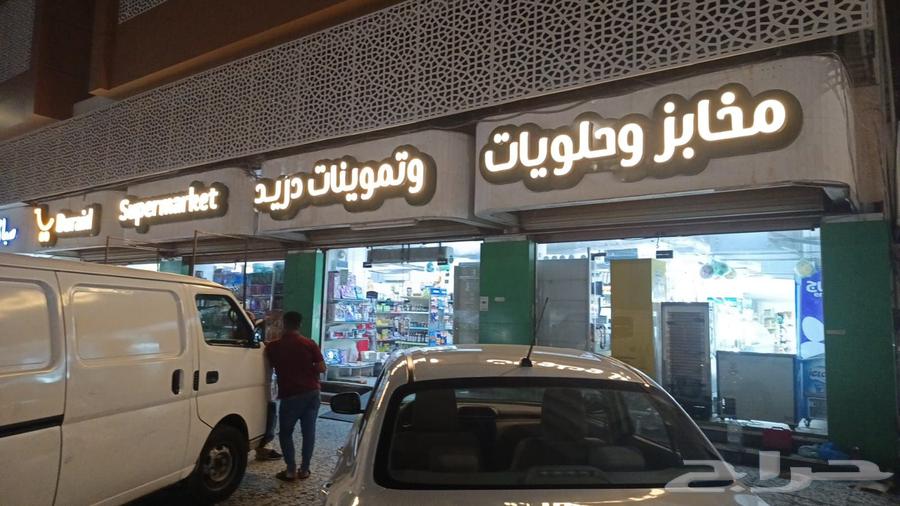 مخابز وحلويات
وتموينات دريد
Supermarket
Duraid
حراج